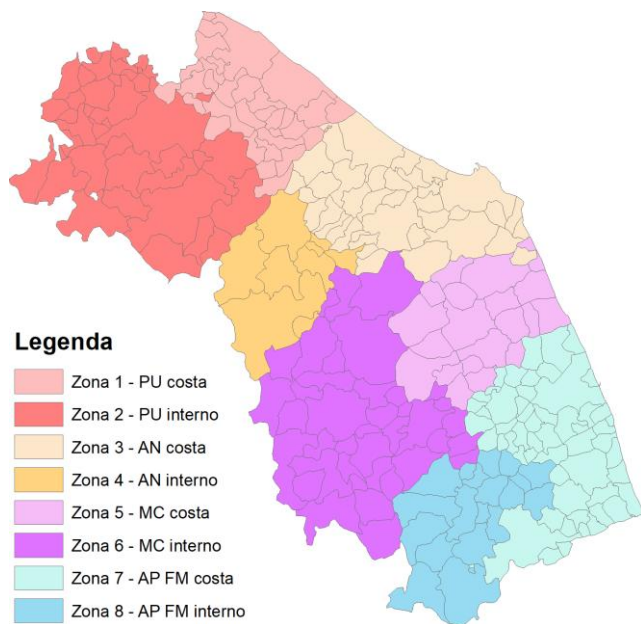 Legenda
Zona 1 - PU costa
Zona 2 - PU interno
Zona 3 - AN costa
Zona 4 - AN interno
Zona 5 - MC costa
Zona 6 - MC interno
Zona 7 - AP FM costa
Zona 8 - AP FM interno